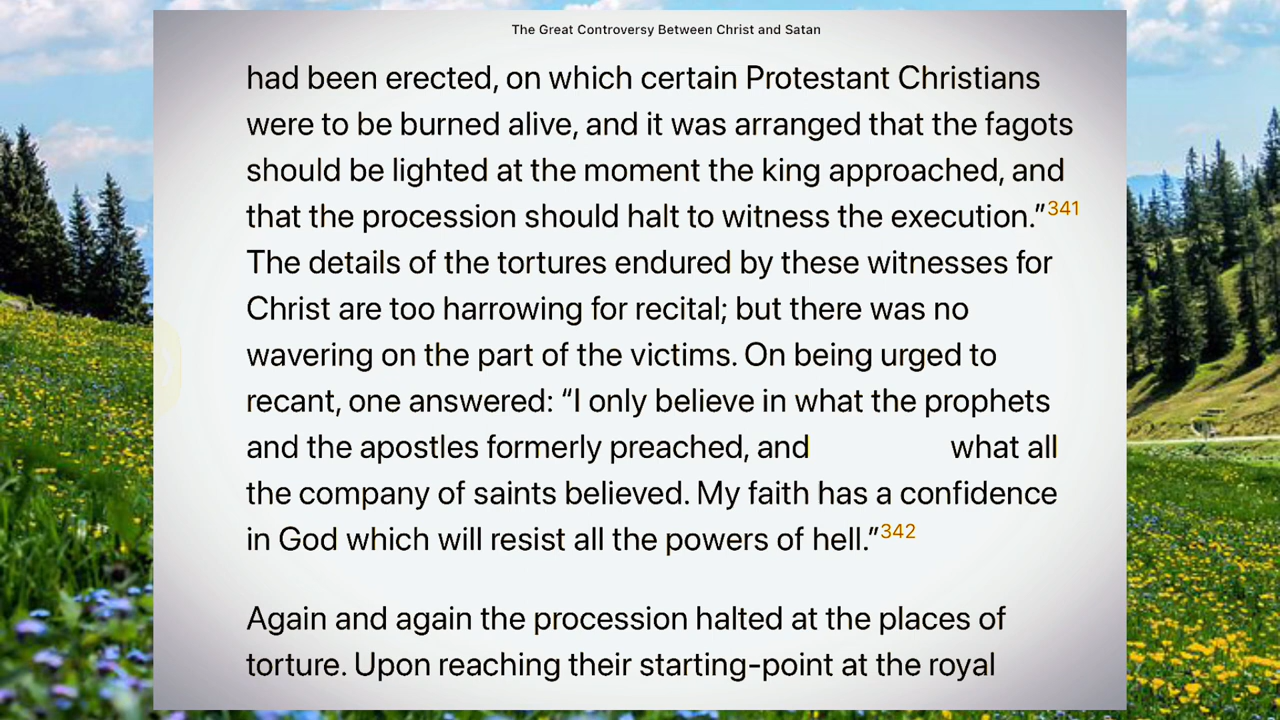 The Great Controversy Between Christ and Satan
had been erected, on which certain Protestant Christians
were to be burned alive, and it was arranged that the fagots
should be lighted at the moment the king approached, and
that the procession should halt to witness the execution.”341
The details of the tortures endured by these witnesses for
Christ are too harrowing for recital; but there was no
wavering on the part of the victims. On being urged to
recant, one answered: “I only believe in what the prophets
and the apostles formerly preached, and what all
the company of saints believed. My faith has a confidence
in God which will resist all the powers of hell.”342
Again and again the procession halted at the places of
torture. Upon reaching their starting-point at the royal